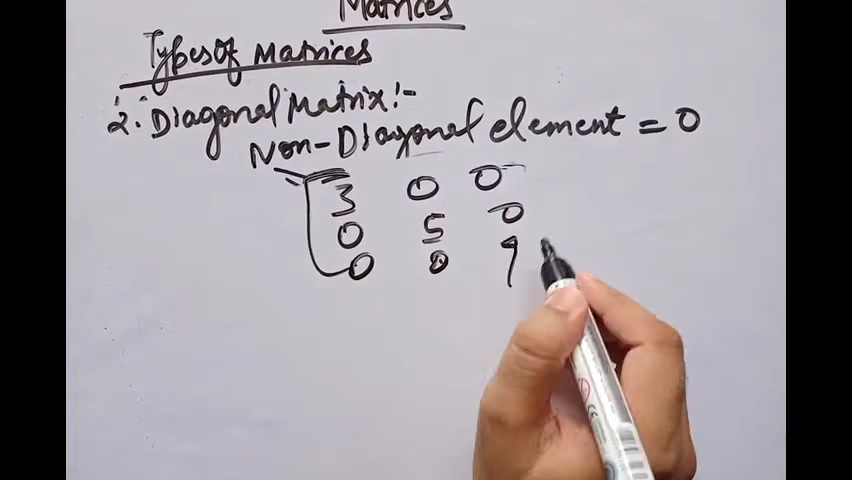 Matrices
Types of Matrices
2. Diagonal Matrix:-
Non-Diagonal element = 0
3 0 0
0 5 0
0 0 9